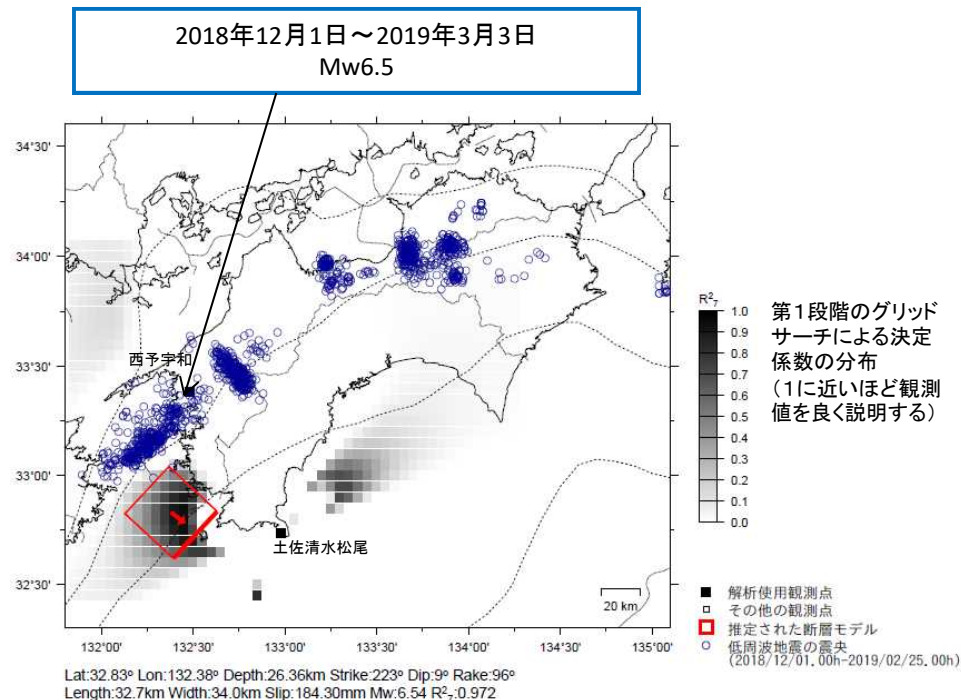 2018年12月1日～2019年3月3日
Mw6.5
34°30'
34°00'
33°30'
33°00'
32°30'
132°00'
132°30'
133°00'
133°30'
134°00'
134°30'
135°00'
西予宇和
土佐清水松尾
20 km
R²₇
1.0
0.9
0.8
0.7
0.6
0.5
0.4
0.3
0.2
0.1
0.0
第1段階のグリッド
サーチによる決定
係数の分布
（1に近いほど観測
値を良く説明する）
解析使用観測点
その他の観測点
推定された断層モデル
低周波地震の震央
(2018/12/01. 00h-2019/02/25. 00h)
Lat:32.83° Lon:132.38° Depth:26.36km Strike:223° Dip:9° Rake:96°
Length:32.7km Width:34.0km Slip:184.30mm Mw:6.54 R²₇:0.972